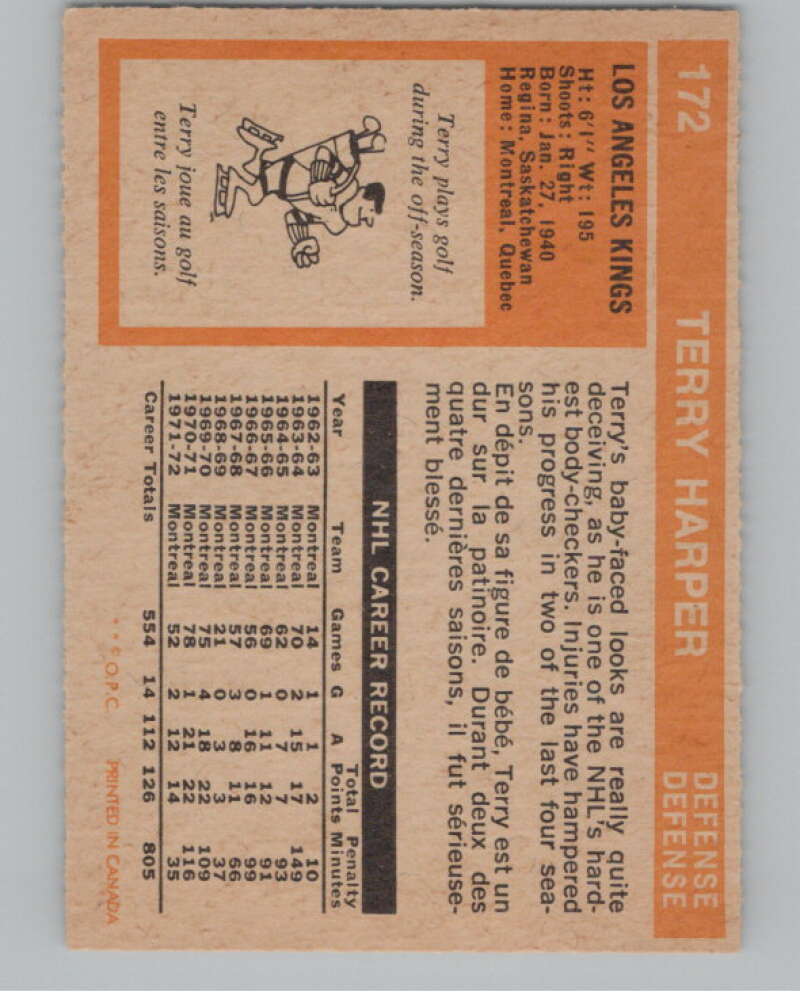 172 TERRY HARPER DEFENSE
DEFENSE
LOS ANGELES KINGS
Ht: 6'1" Wt: 195
Shoots: Right
Born: Jan. 27, 1940
Regina, Saskatchewan
Home: Montreal, Quebec
Terry plays golf
during the off-season.
Terry joue au golf
entre les saisons.
Terry's baby-faced looks are really quite
deceiving, as he is one of the NHL's hard-
est body-checkers. Injuries have hampered
his progress in two of the last four sea-
sons.
En dépit de sa figure de bébé, Terry est un
dur sur la patinoire. Durant deux des
quatre dernières saisons, il fut sérieuse-
ment blessé.
NHL CAREER RECORD
Total Penalty
Year Team Games G A Points Minutes
1962-63 Montreal 14 1 1 2 10
1963-64 Montreal 70 2 15 17 149
1964-65 Montreal 62 0 7 7 93
1965-66 Montreal 69 1 11 12 91
1966-67 Montreal 56 0 16 16 99
1967-68 Montreal 57 3 8 11 66
1968-69 Montreal 21 0 3 3 37
1969-70 Montreal 75 4 18 22 109
1970-71 Montreal 78 1 21 22 116
1971-72 Montreal 52 2 12 14 35
Career Totals 554 14 112 126 805
* * © O.P.C. PRINTED IN CANADA